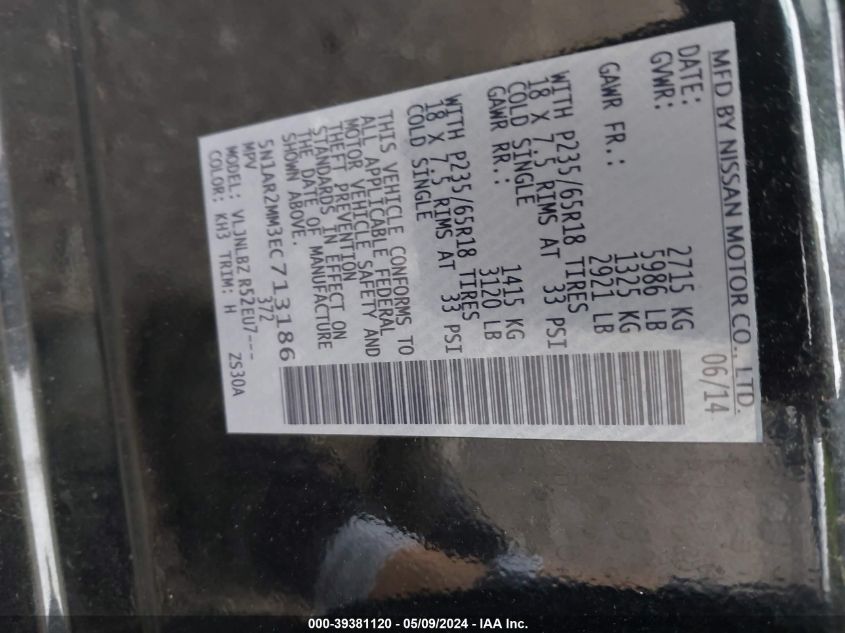 MFD BY NISSAN MOTOR CO., LTD.
DATE: 06/14
GVWR: 2715 KG
5986 LB
GAWR FR.: 1325 KG
2921 LB
WITH P235/65R18 TIRES
18 X 7.5 RIMS AT 33 PSI
COLD SINGLE
GAWR RR.: 1415 KG
3120 LB
WITH P235/65R18 TIRES
18 X 7.5 RIMS AT 33 PSI
COLD SINGLE
THIS VEHICLE CONFORMS TO
ALL APPLICABLE FEDERAL
MOTOR VEHICLE SAFETY AND
THEFT PREVENTION
STANDARDS IN EFFECT ON
THE DATE OF MANUFACTURE
SHOWN ABOVE.
5N1AR2MM3EC713186
MPV 372
MODEL: VLJNLBZ R52EU7---
COLOR: KH3 TRIM: H ZS30A
000-39381120 - 05/09/2024 - IAA Inc.